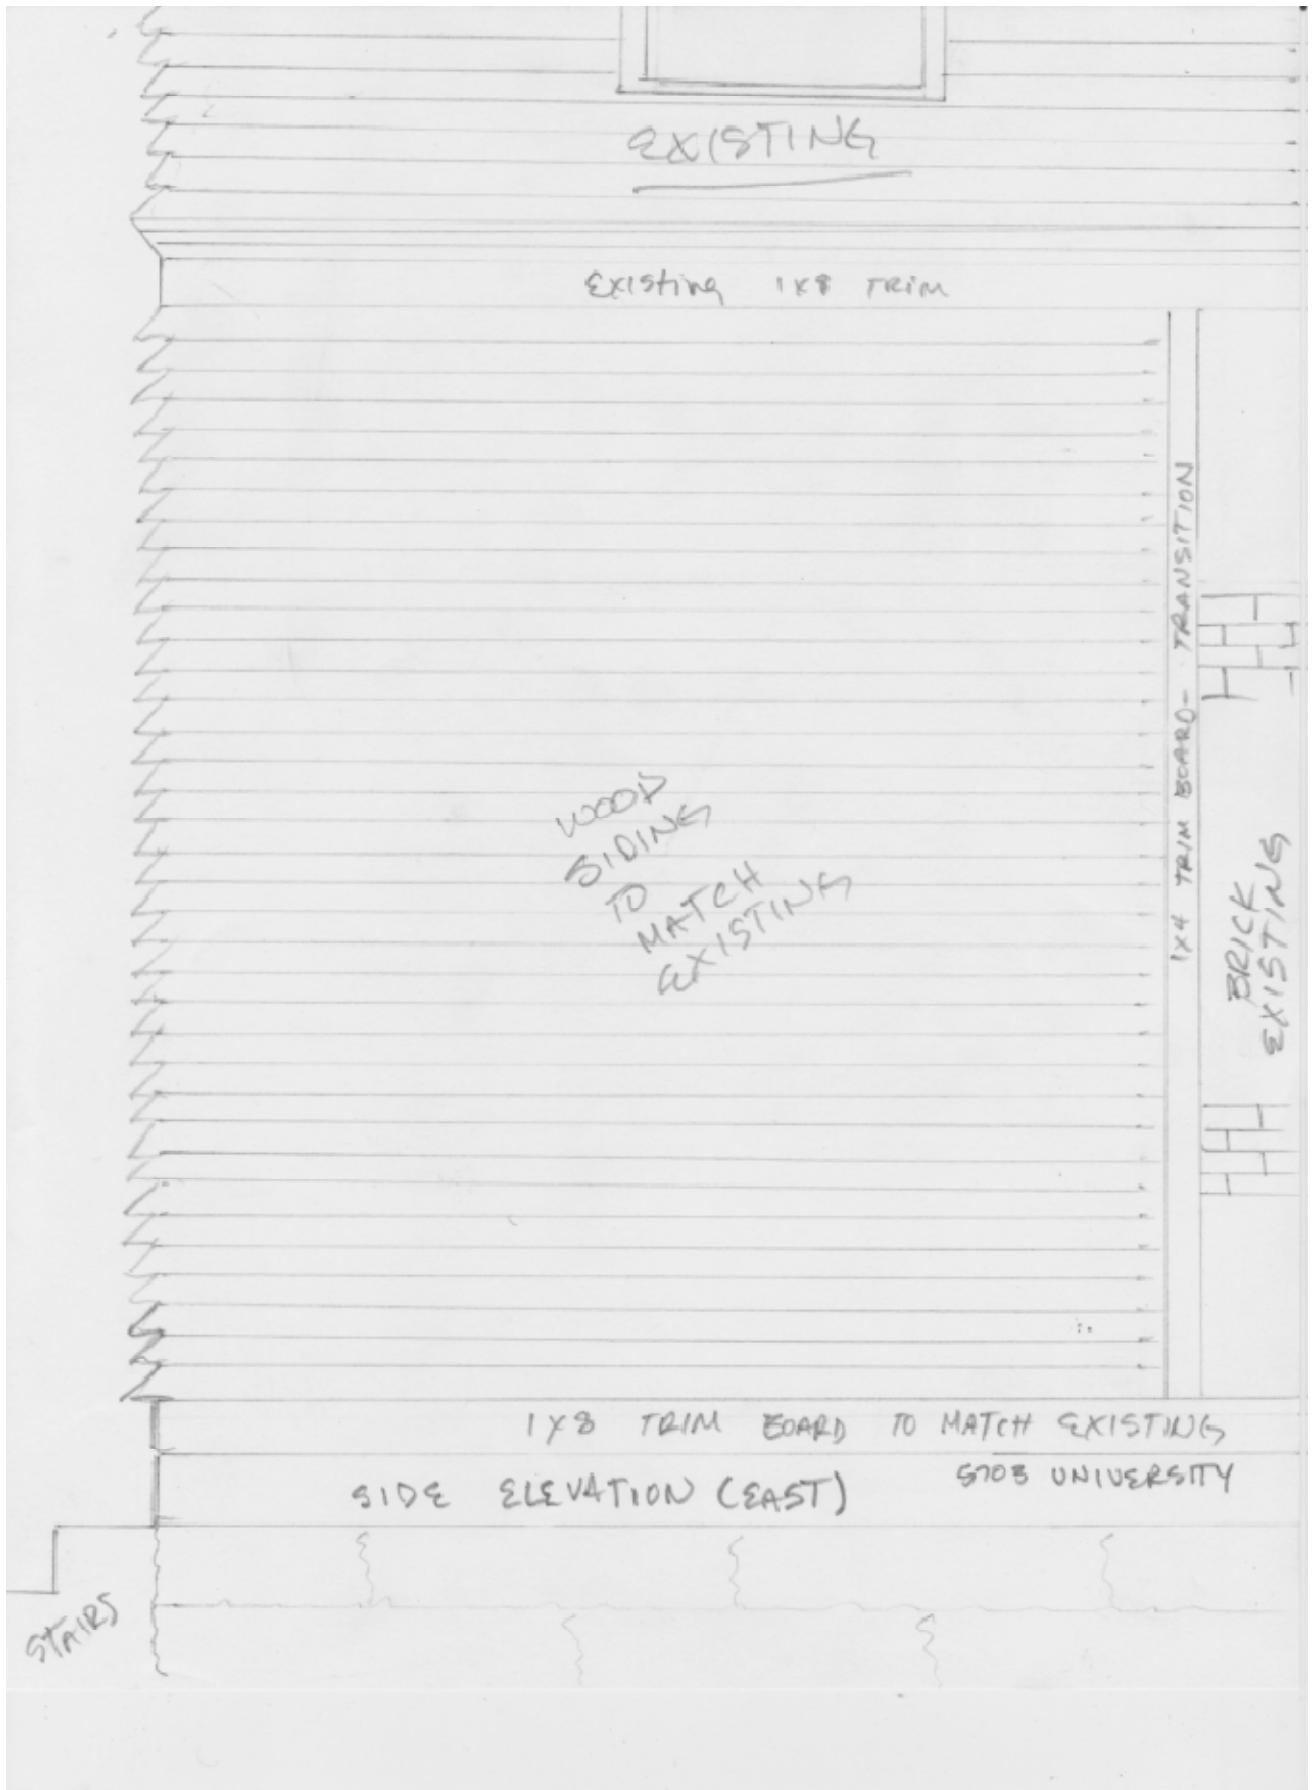 EXISTING
Existing 1x8 TRIM
1x4 TRIM BOARD- TRANSITION
WOOD
SIDING
TO
MATCH
EXISTING
BRICK
EXISTING
1x8 TRIM BOARD TO MATCH EXISTING
SIDE ELEVATION (EAST)
5703 UNIVERSITY
STAIRS